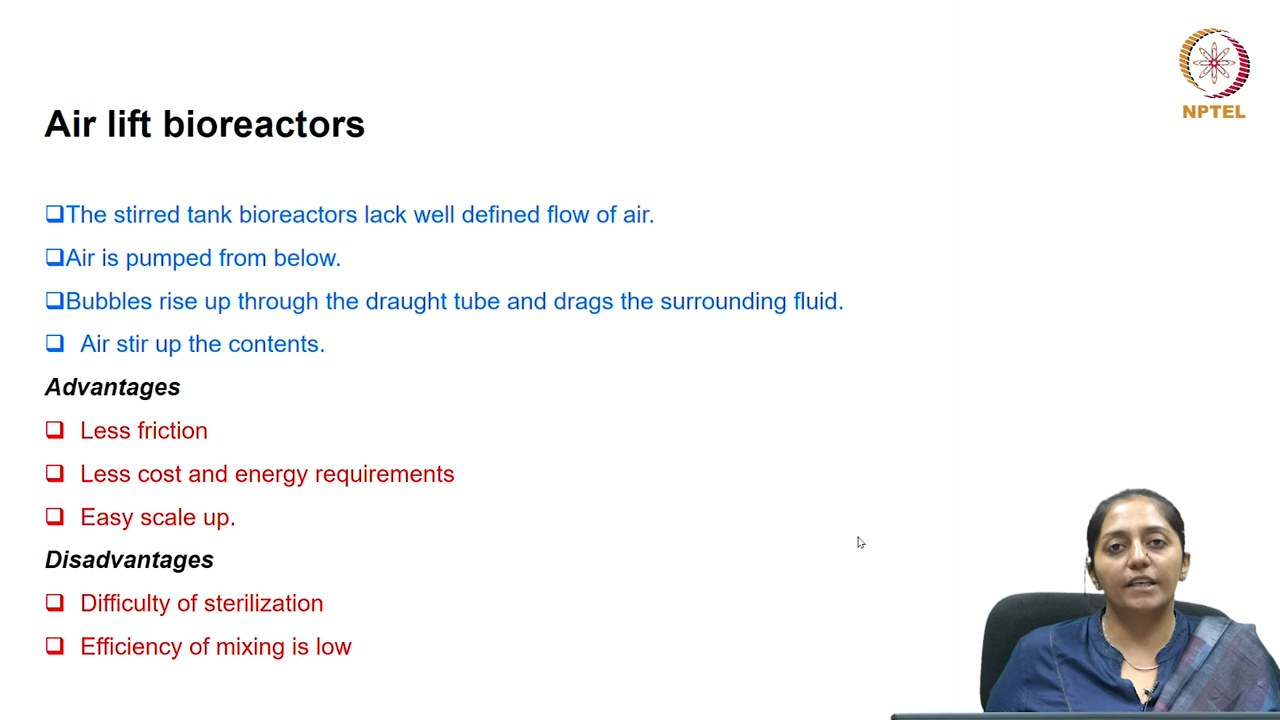 NPTEL
Air lift bioreactors
❑The stirred tank bioreactors lack well defined flow of air.
❑Air is pumped from below.
❑Bubbles rise up through the draught tube and drags the surrounding fluid.
❑ Air stir up the contents.
Advantages
❑ Less friction
❑ Less cost and energy requirements
❑ Easy scale up.
Disadvantages
❑ Difficulty of sterilization
❑ Efficiency of mixing is low